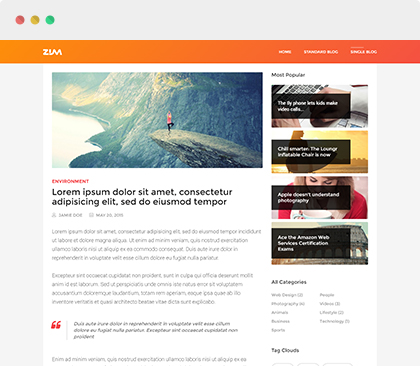 ZIM
HOME
STANDARD BLOG
SINGLE BLOG
ENVIRONMENT
Lorem ipsum dolor sit amet, consectetur
adipisicing elit, sed do eiusmod tempor
JAMIE DOE
MAY 20, 2015
Lorem ipsum dolor sit amet, consectetur adipisicing elit, sed do eiusmod tempor incididunt
ut labore et dolore magna aliqua. Ut enim ad minim veniam, quis nostrud exercitation
ullamco laboris nisi ut aliquip ex ea commodo consequat. Duis aute irure dolor in
reprehenderit in voluptate velit esse cillum dolore eu fugiat nulla pariatur.
Excepteur sint occaecat cupidatat non proident, sunt in culpa qui officia deserunt mollit
anim id est laborum. Sed ut perspiciatis unde omnis iste natus error sit voluptatem
accusantium doloremque laudantium, totam rem aperiam, eaque ipsa quae ab illo
inventore veritatis et quasi architecto beatae vitae dicta sunt explicabo.
Duis aute irure dolor in reprehenderit in voluptate velit esse cillum
dolore eu fugiat nulla pariatur. Excepteur sint occaecat cupidatat non
proident
Enim ad minim veniam, quis nostrud exercitation ullamco laboris nisi ut aliquip ex ea
Most Popular
The fly phone lets kids make
video calls...
Chill smarter. The Loungr
Inflatable Chair is now
Apple doesn't understand
photography
Ace the Amazon Web
Services Certification
Exams
All Categories
Web Design (3)
People
Photography (4)
Videos (3)
Animals
Lifestyle (2)
Business
Technology (1)
Sports
Tag Clouds